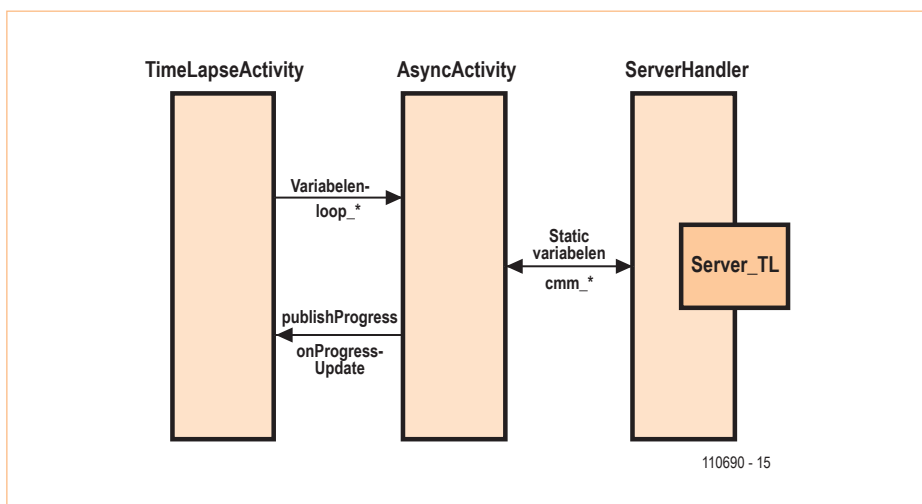 TimeLapseActivity
AsyncActivity
ServerHandler
Variabelen-
loop_*
Static
variabelen
cmm_*
Server_TL
publishProgress
onProgress-
Update
110690 - 15